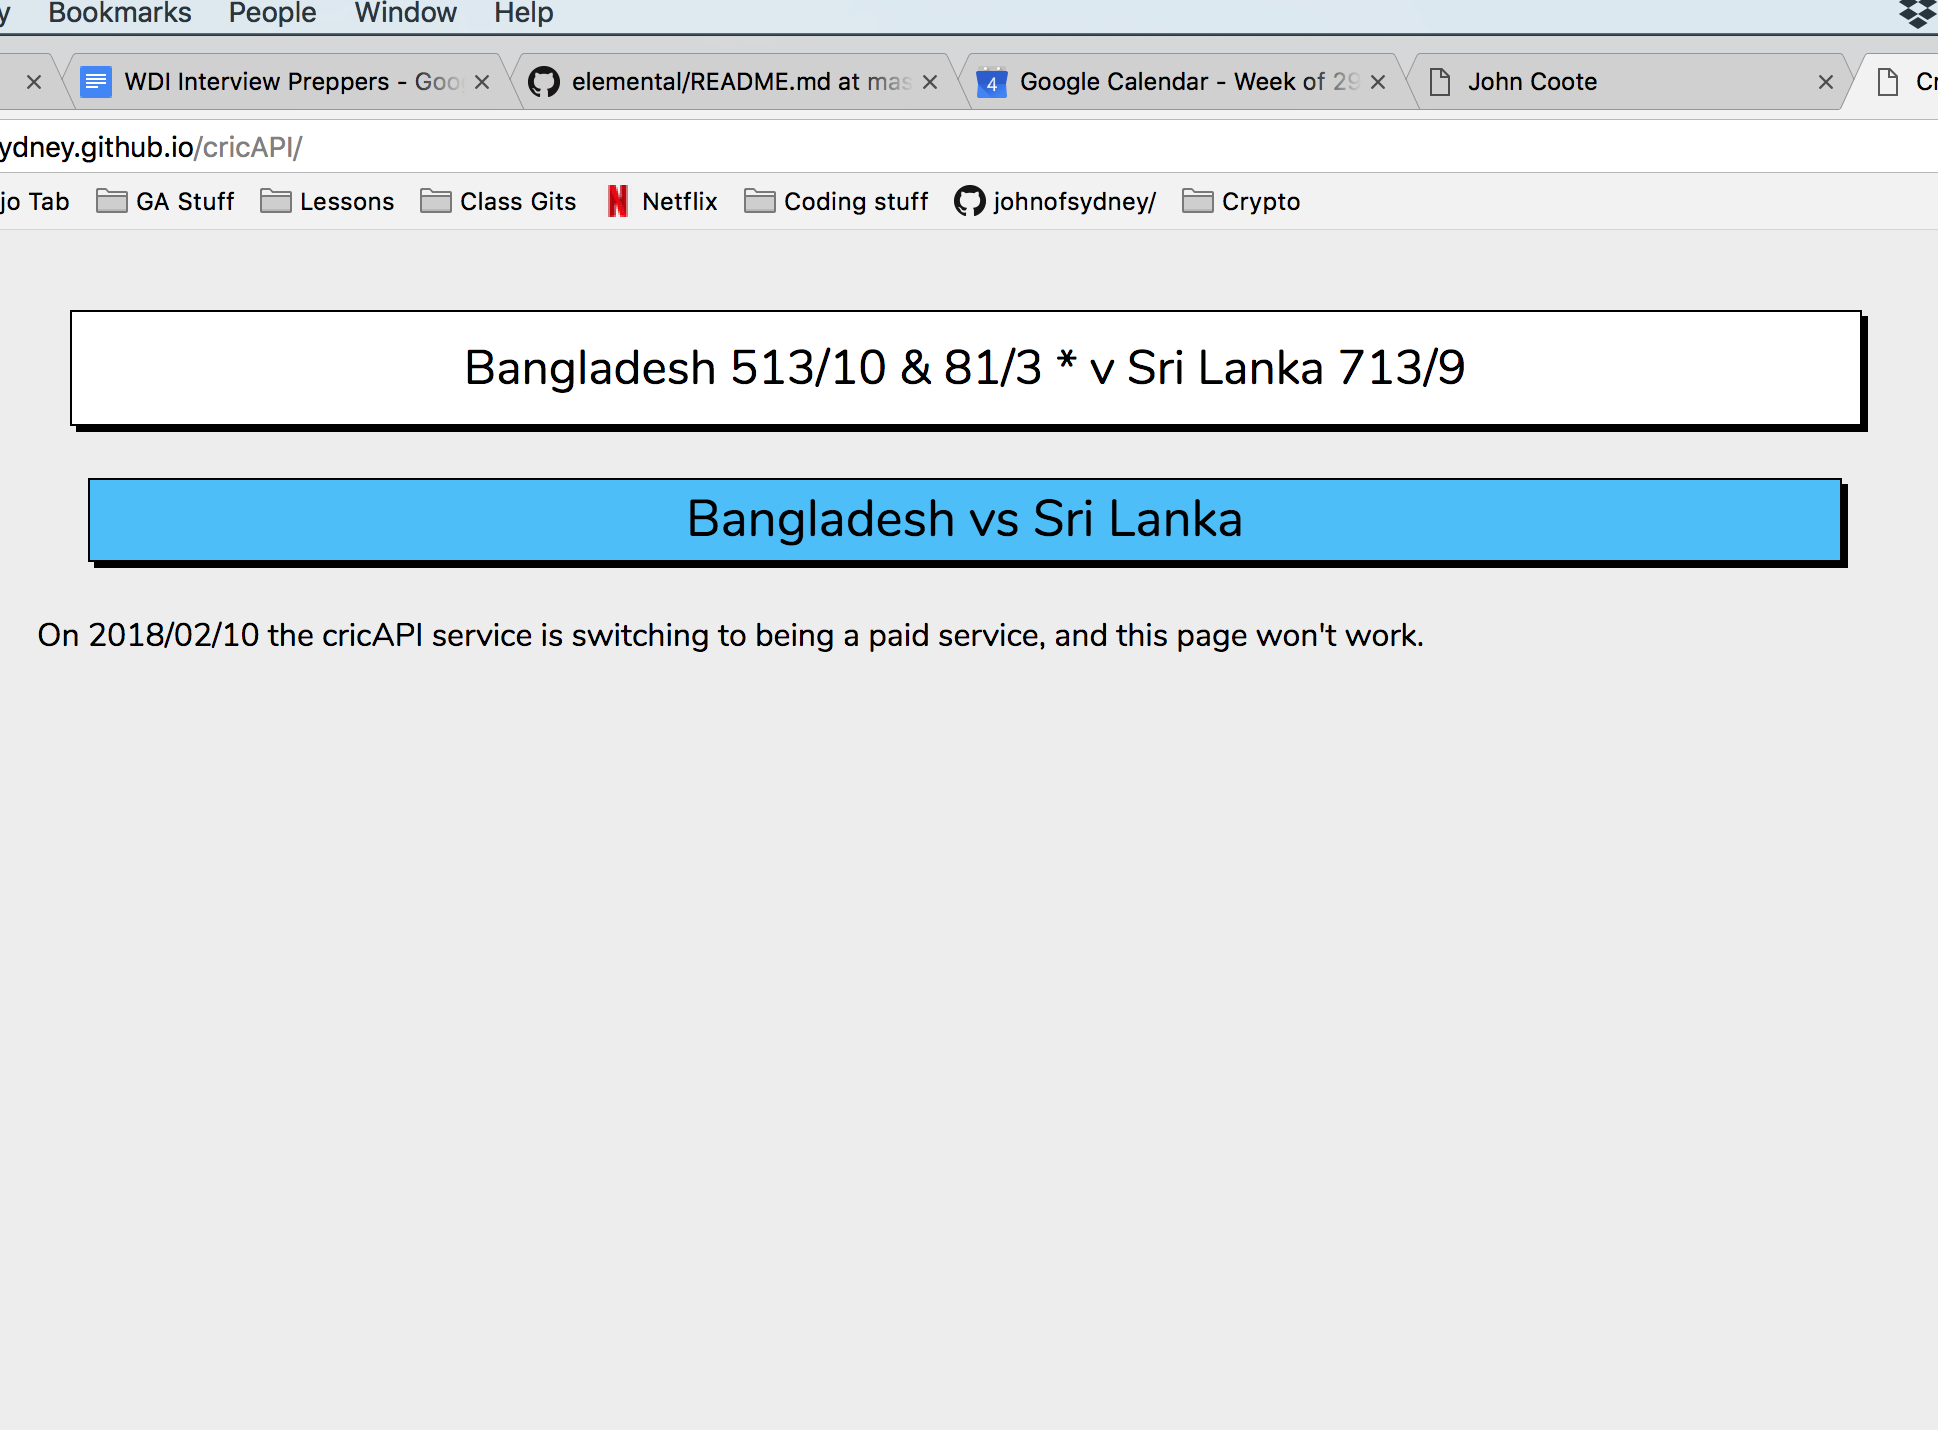 Bookmarks People Window Help
WDI Interview Preppers - Goo elemental/README.md at mas 4 Google Calendar - Week of 29 John Coote
ydney.github.io/cricAPI/
jo Tab GA Stuff Lessons Class Gits N Netflix Coding stuff johnofsydney/ Crypto
Bangladesh 513/10 & 81/3 * v Sri Lanka 713/9
Bangladesh vs Sri Lanka
On 2018/02/10 the cricAPI service is switching to being a paid service, and this page won't work.